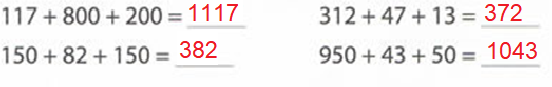 117 + 800 + 200 = 1117 312 + 47 + 13 = 372
150 + 82 + 150 = 382 950 + 43 + 50 = 1043